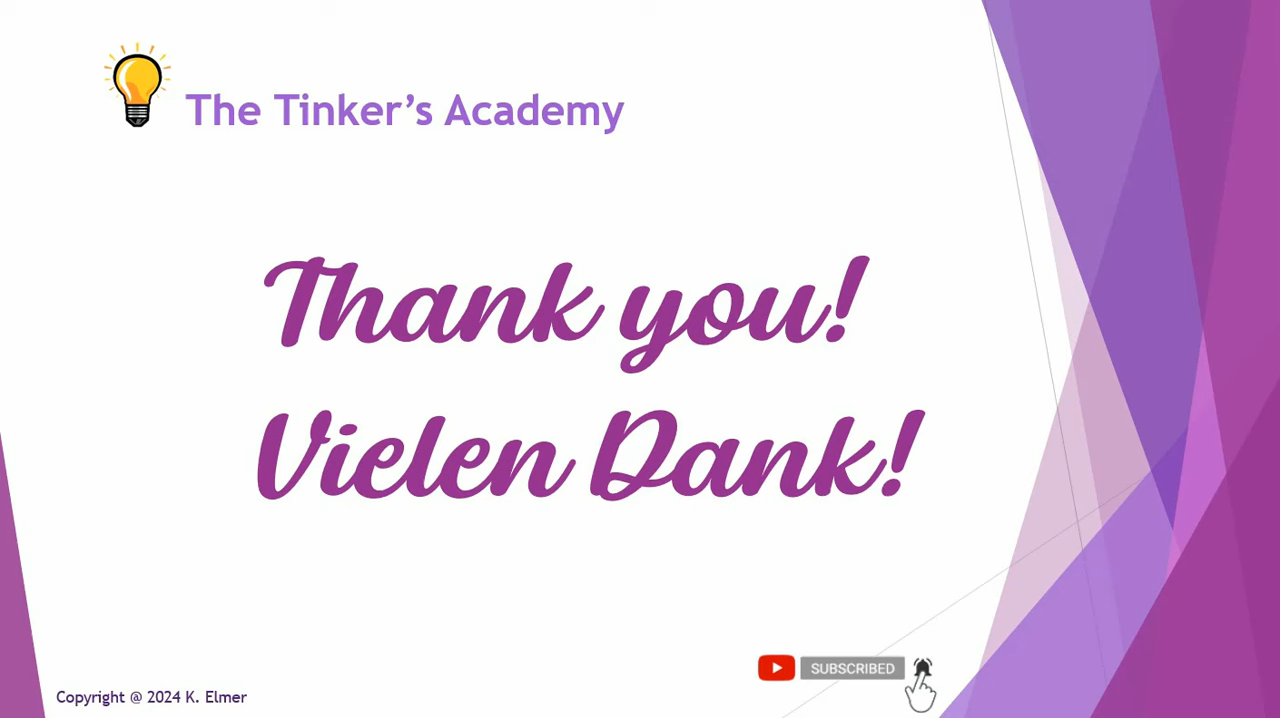 The Tinker’s Academy
Thank you!
Vielen Dank!
SUBSCRIBED
Copyright @ 2024 K. Elmer